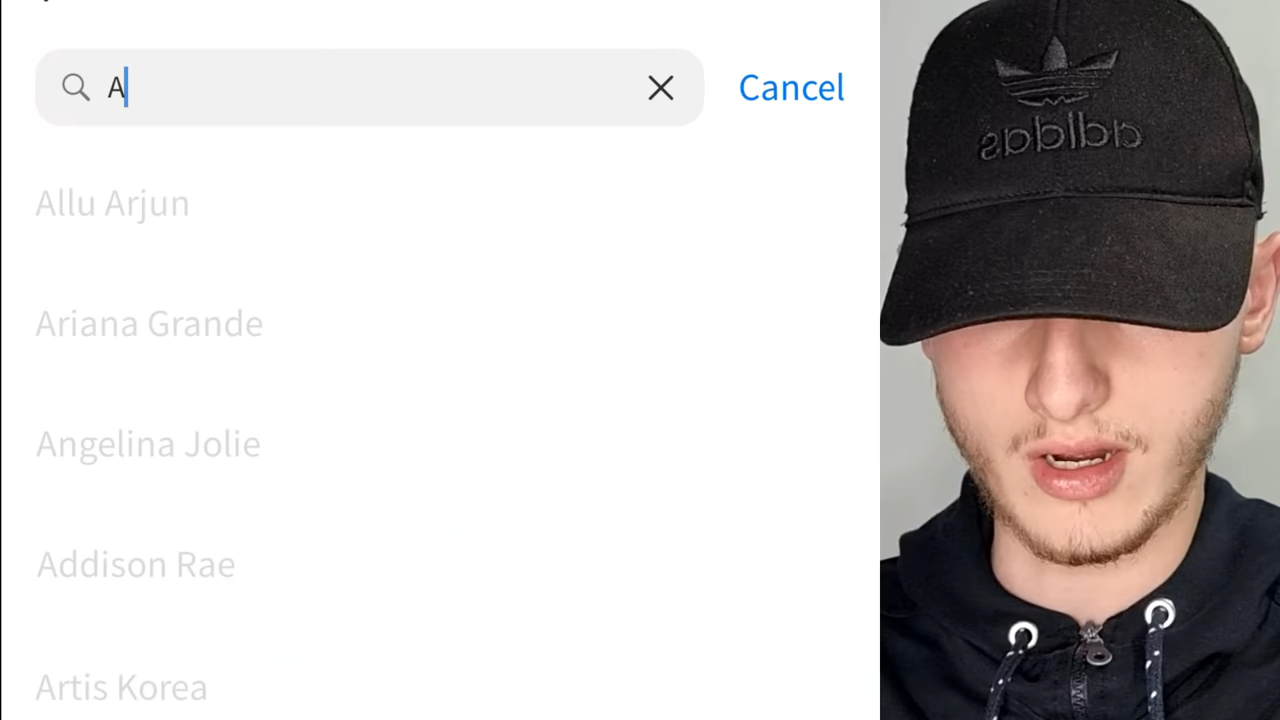 A
Cancel
Allu Arjun
Ariana Grande
Angelina Jolie
Addison Rae
Artis Korea
adidas